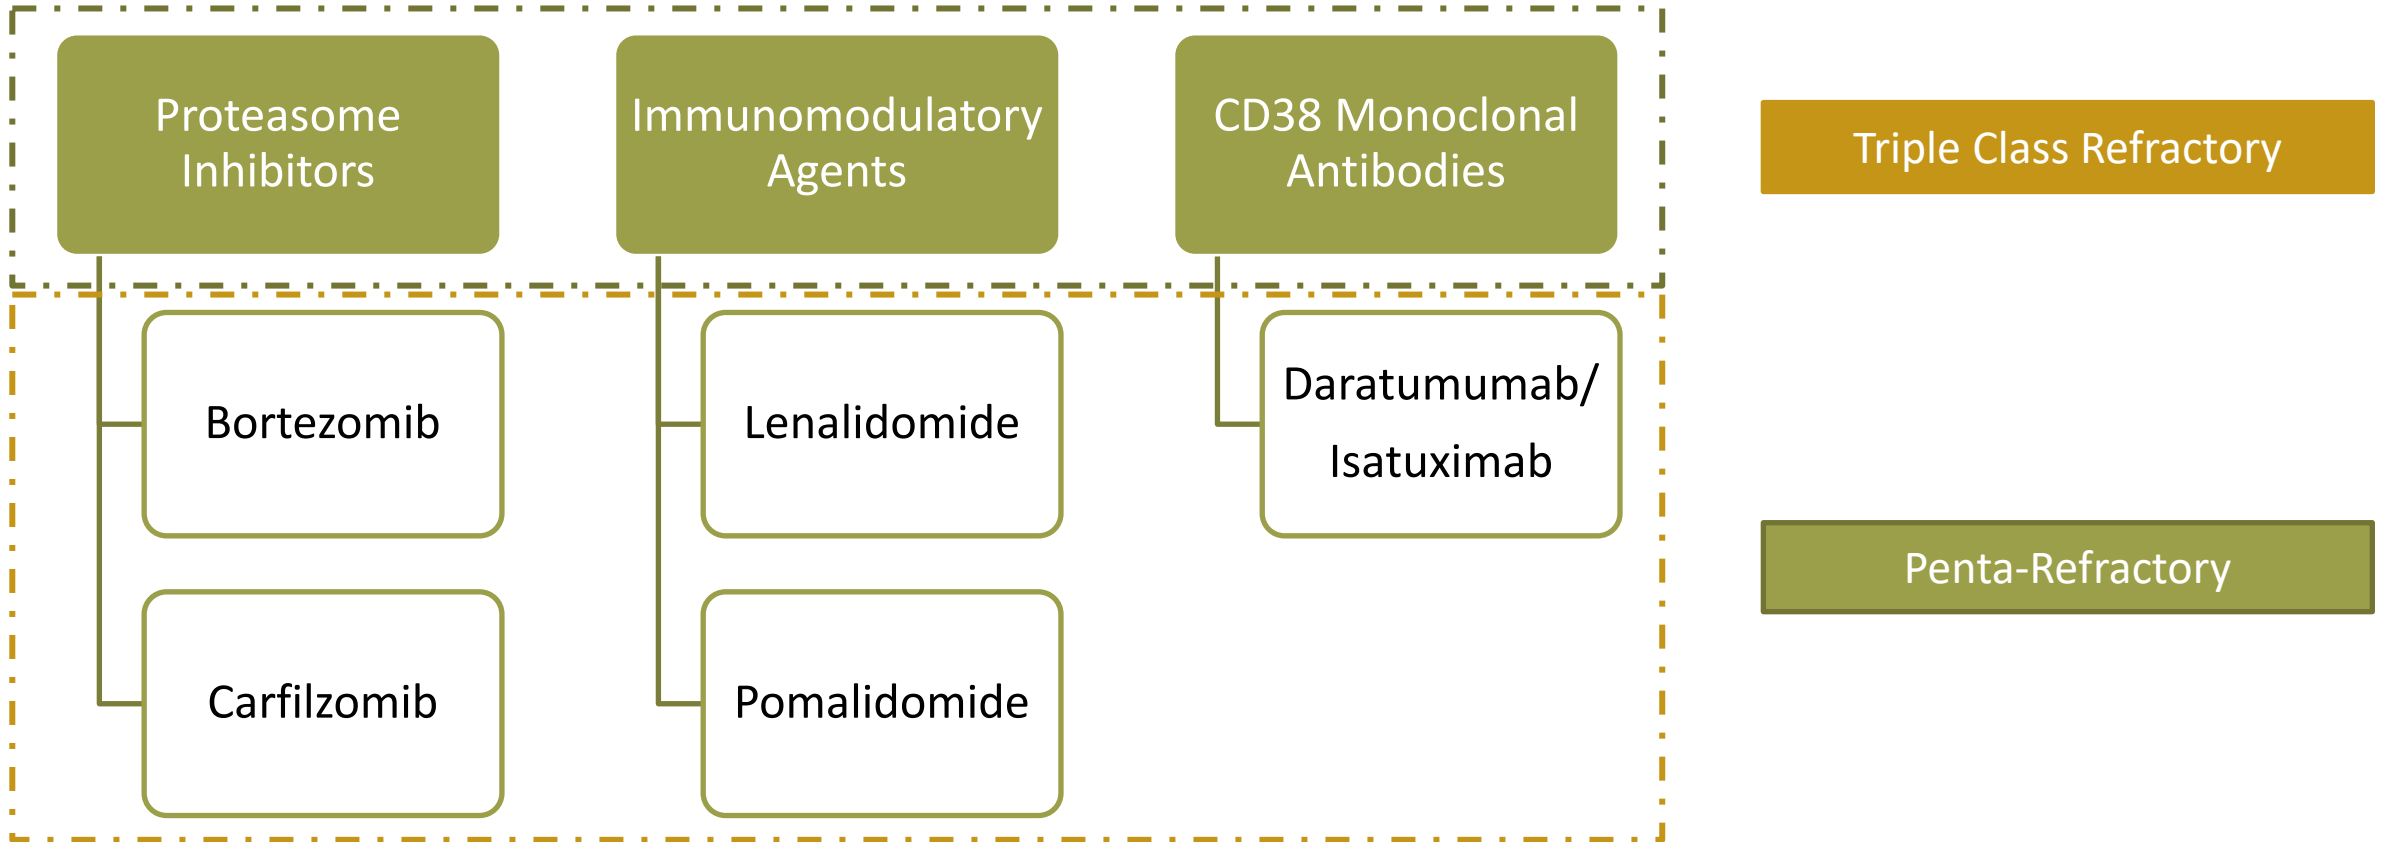 Proteasome
Inhibitors
Immunomodulatory
Agents
CD38 Monoclonal
Antibodies
Triple Class Refractory
Bortezomib
Lenalidomide
Daratumumab/
Isatuximab
Penta-Refractory
Carfilzomib
Pomalidomide